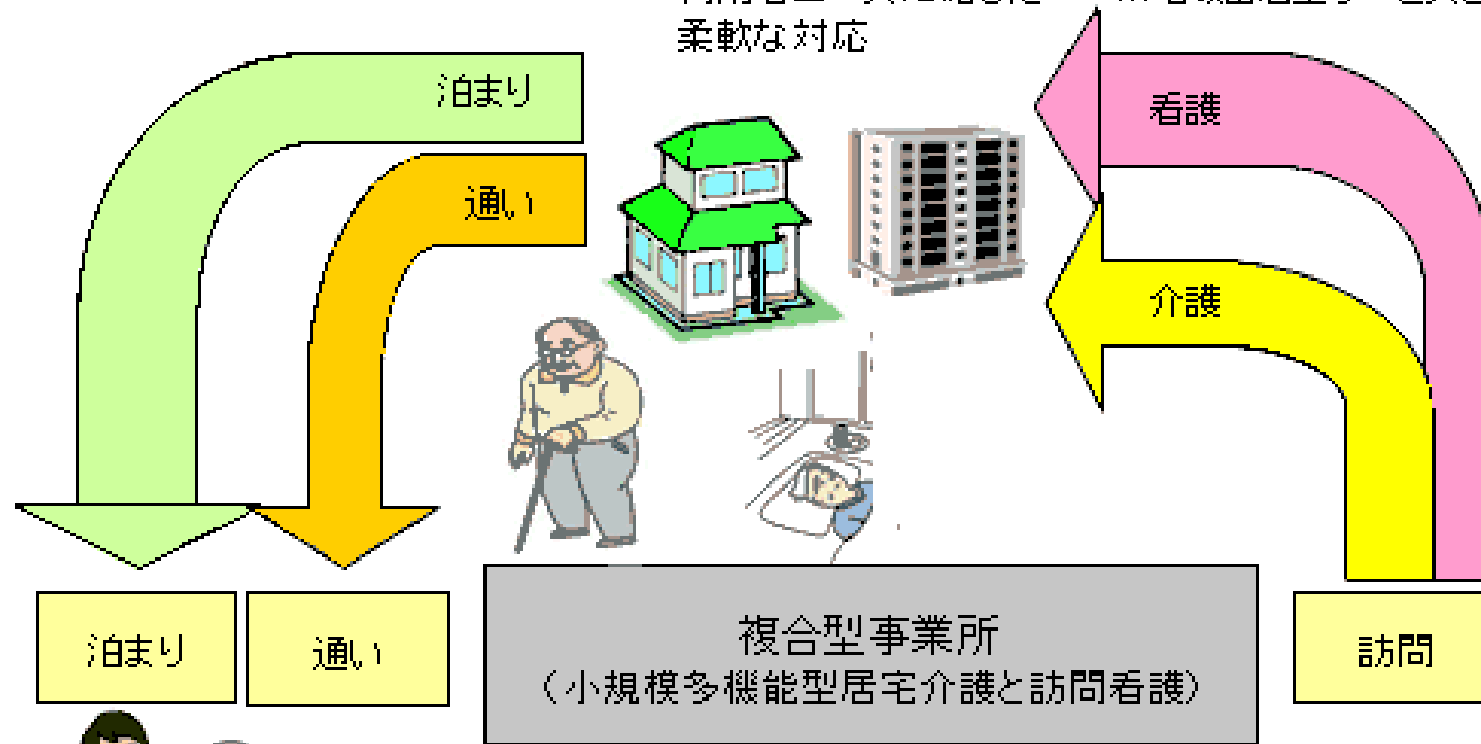 柔軟な対応
泊まり
看護
通い
介護
泊まり
通い
複合型事業所
（小規模多機能型居宅介護と訪問看護）
訪問